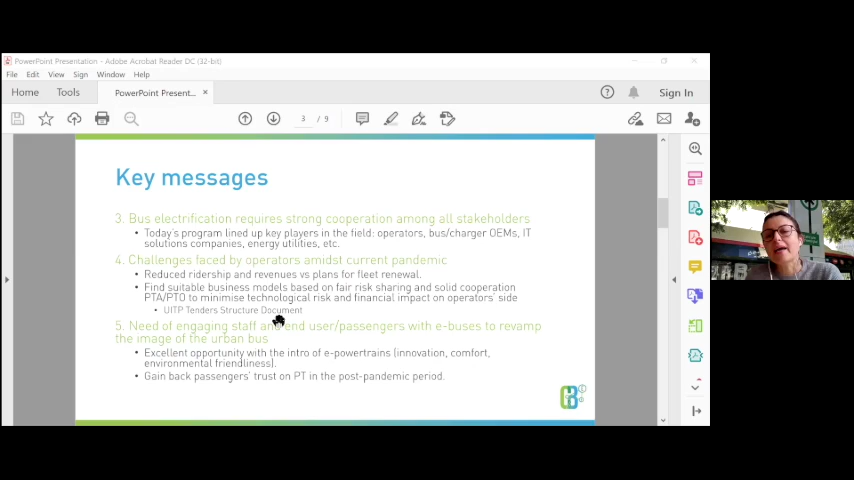 PowerPoint Presentation - Adobe Acrobat Reader DC (32-bit)
File Edit View Sign Window Help
Home Tools PowerPoint Present... × Sign In
3 / 9
Key messages
3. Bus electrification requires strong cooperation among all stakeholders
• Today's program lined up key players in the field: operators, bus/charger OEMs, IT
solutions companies, energy utilities, etc.
4. Challenges faced by operators amidst current pandemic
• Reduced ridership and revenues vs plans for fleet renewal.
• Find suitable business models based on fair risk sharing and solid cooperation
PTA/PTO to minimise technological risk and financial impact on operators' side
• UITP Tenders Structure Document
5. Need of engaging staff and end user/passengers with e-buses to revamp
the image of the urban bus
• Excellent opportunity with the intro of e-powertrains (innovation, comfort,
environmental friendliness).
• Gain back passengers' trust on PT in the post-pandemic period.